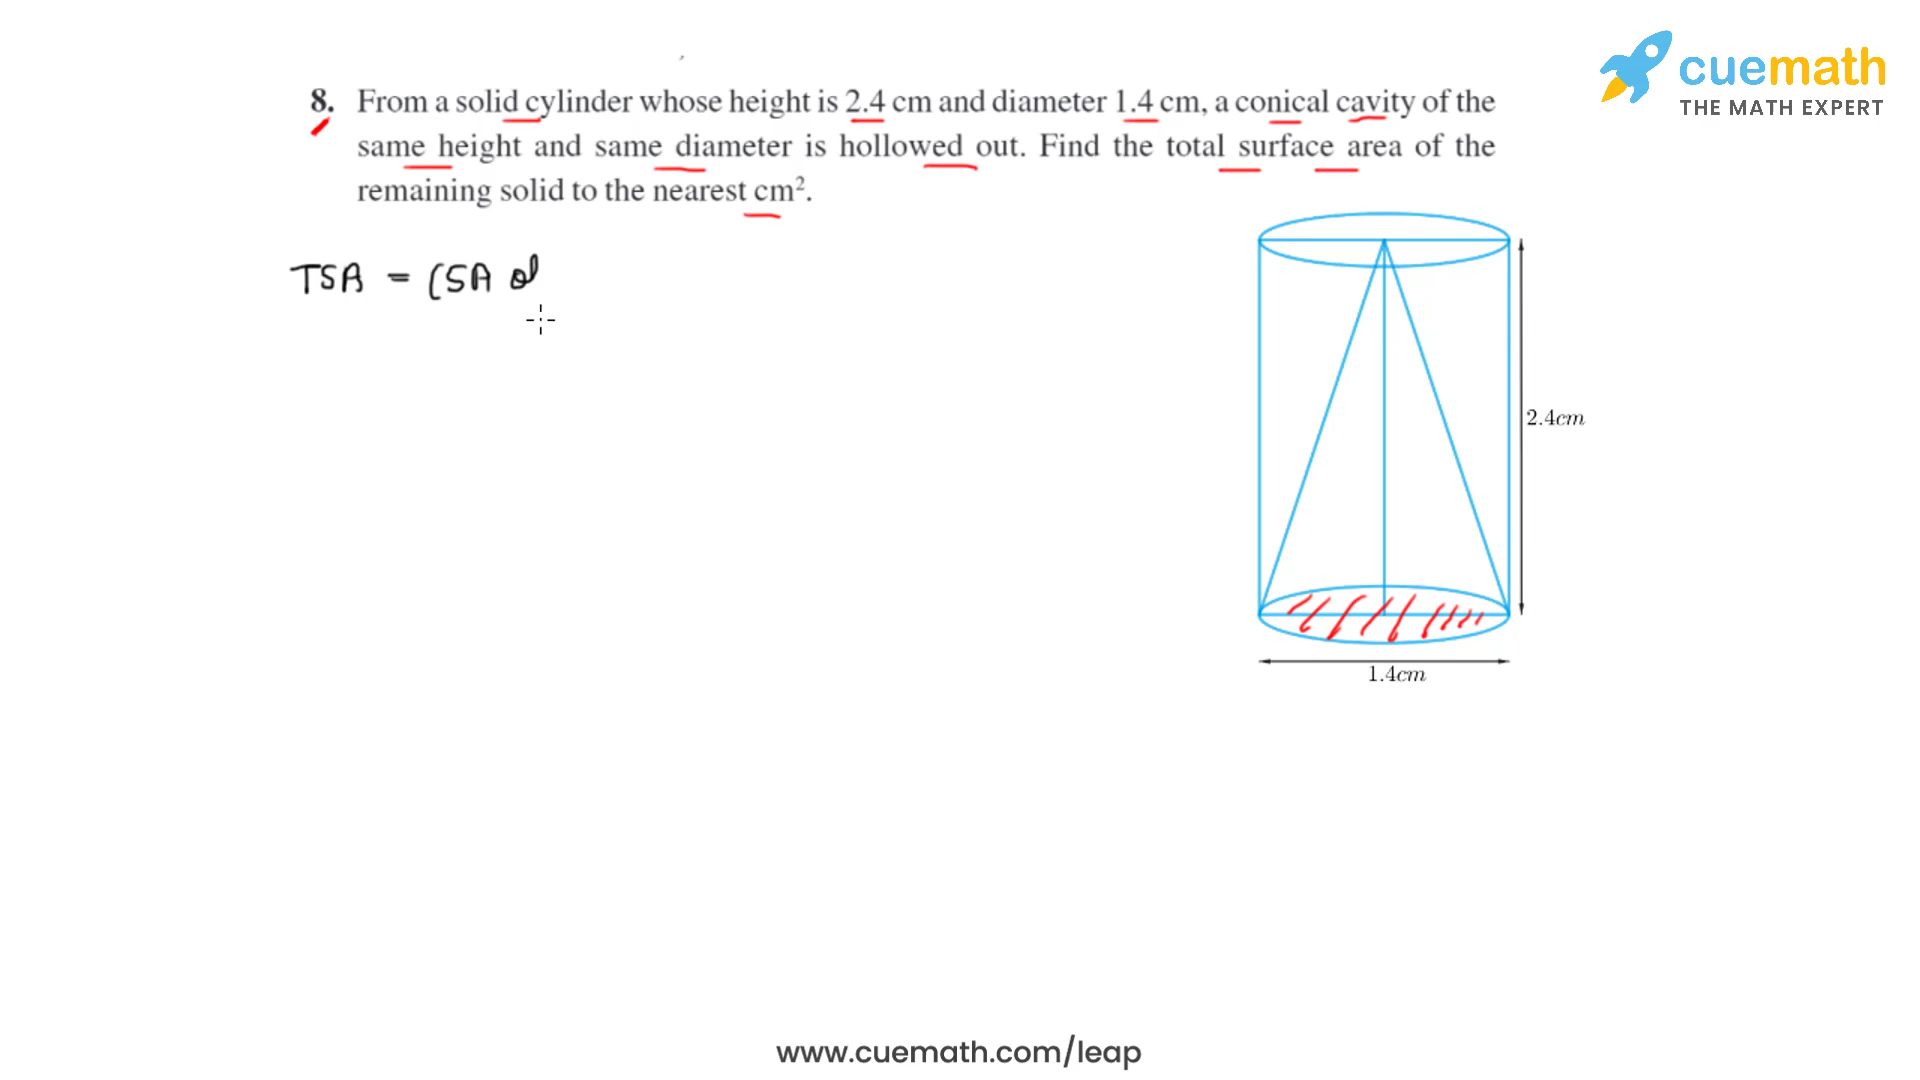 cuemath
THE MATH EXPERT
8. From a solid cylinder whose height is 2.4 cm and diameter 1.4 cm, a conical cavity of the
same height and same diameter is hollowed out. Find the total surface area of the
remaining solid to the nearest cm².
TSA = CSA of
2.4cm
1.4cm
www.cuemath.com/leap